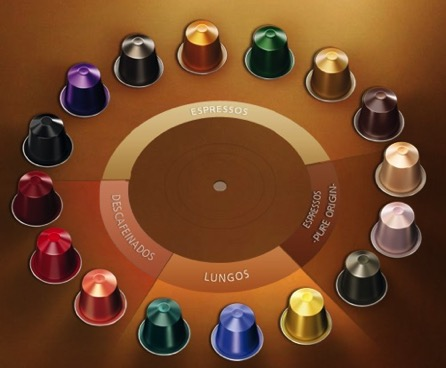 ESPRESSOS
ESPRESSOS
-PURE ORIGIN-
LUNGOS
DESCAFEINADOS